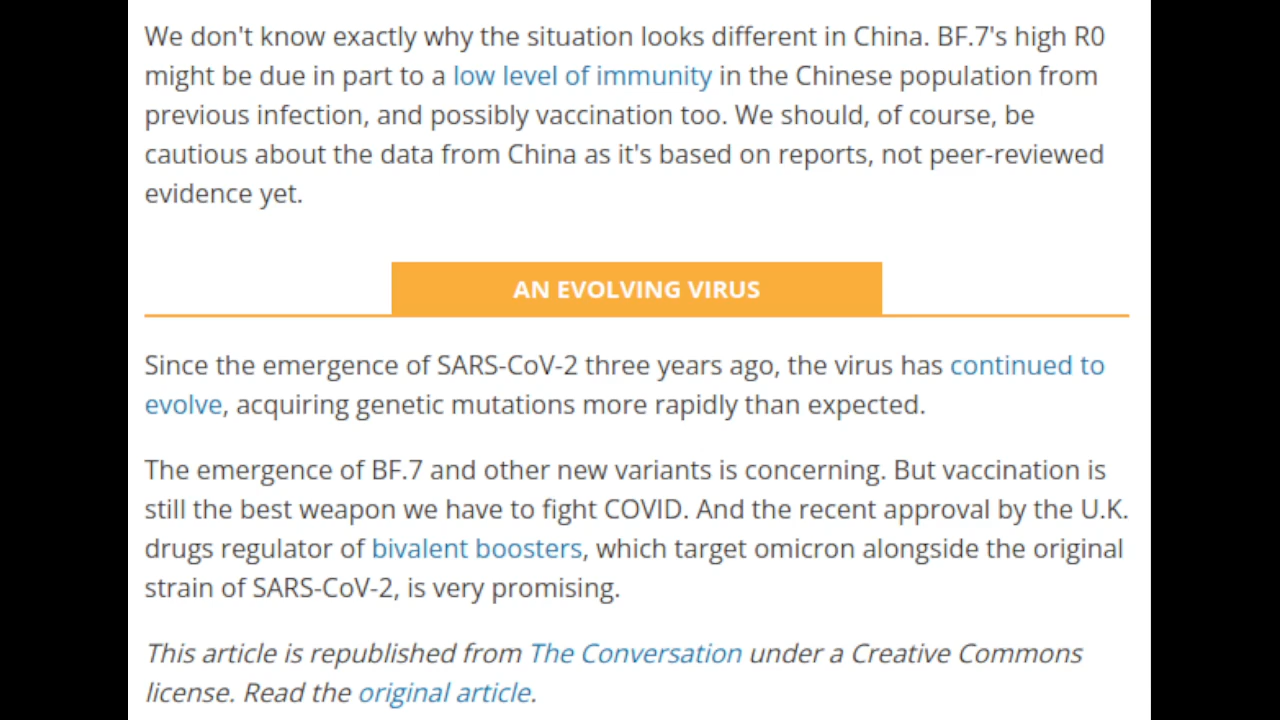 We don't know exactly why the situation looks different in China. BF.7's high R0
might be due in part to a low level of immunity in the Chinese population from
previous infection, and possibly vaccination too. We should, of course, be
cautious about the data from China as it's based on reports, not peer-reviewed
evidence yet.
AN EVOLVING VIRUS
Since the emergence of SARS-CoV-2 three years ago, the virus has continued to
evolve, acquiring genetic mutations more rapidly than expected.
The emergence of BF.7 and other new variants is concerning. But vaccination is
still the best weapon we have to fight COVID. And the recent approval by the U.K.
drugs regulator of bivalent boosters, which target omicron alongside the original
strain of SARS-CoV-2, is very promising.
This article is republished from The Conversation under a Creative Commons
license. Read the original article.